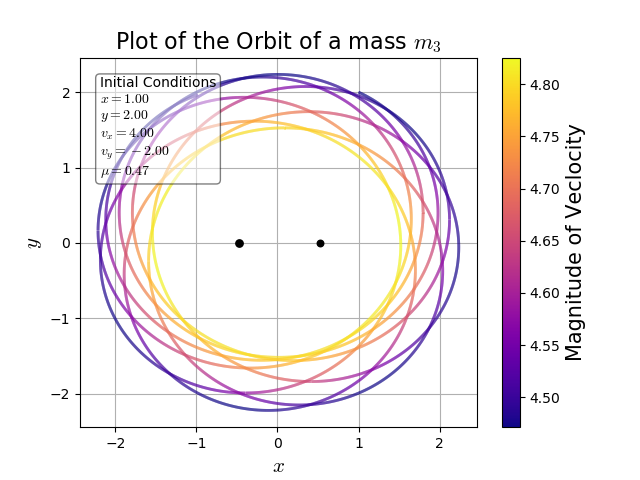 Plot of the Orbit of a mass m₃
Initial Conditions
x = 1.00
y = 2.00
vₓ = 4.00
v_y = −2.00
μ = 0.47
2
1
0
−1
−2
y
−2
−1
0
1
2
x
4.80
4.75
4.70
4.65
4.60
4.55
4.50
Magnitude of Veclocity